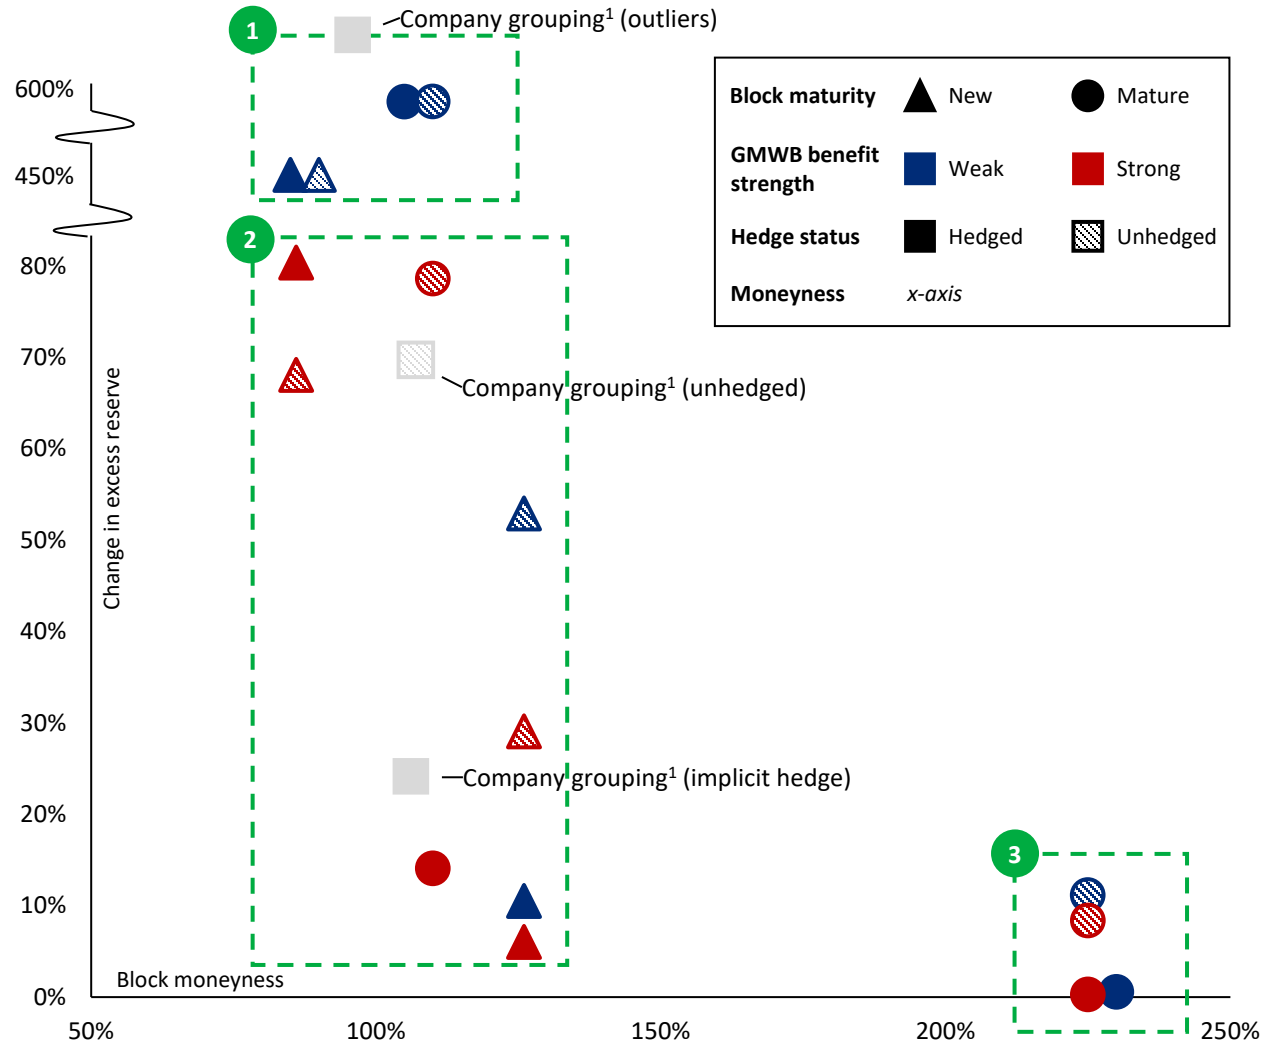 1
Company grouping¹ (outliers)
600%
450%
Block maturity
New
Mature
GMWB benefit
strength
Weak
Strong
Hedge status
Hedged
Unhedged
Moneyness
x-axis
2
80%
70%
Company grouping¹ (unhedged)
60%
50%
Change in excess reserve
40%
30%
Company grouping¹ (implicit hedge)
20%
3
10%
Block moneyness
0%
50%
100%
150%
200%
250%